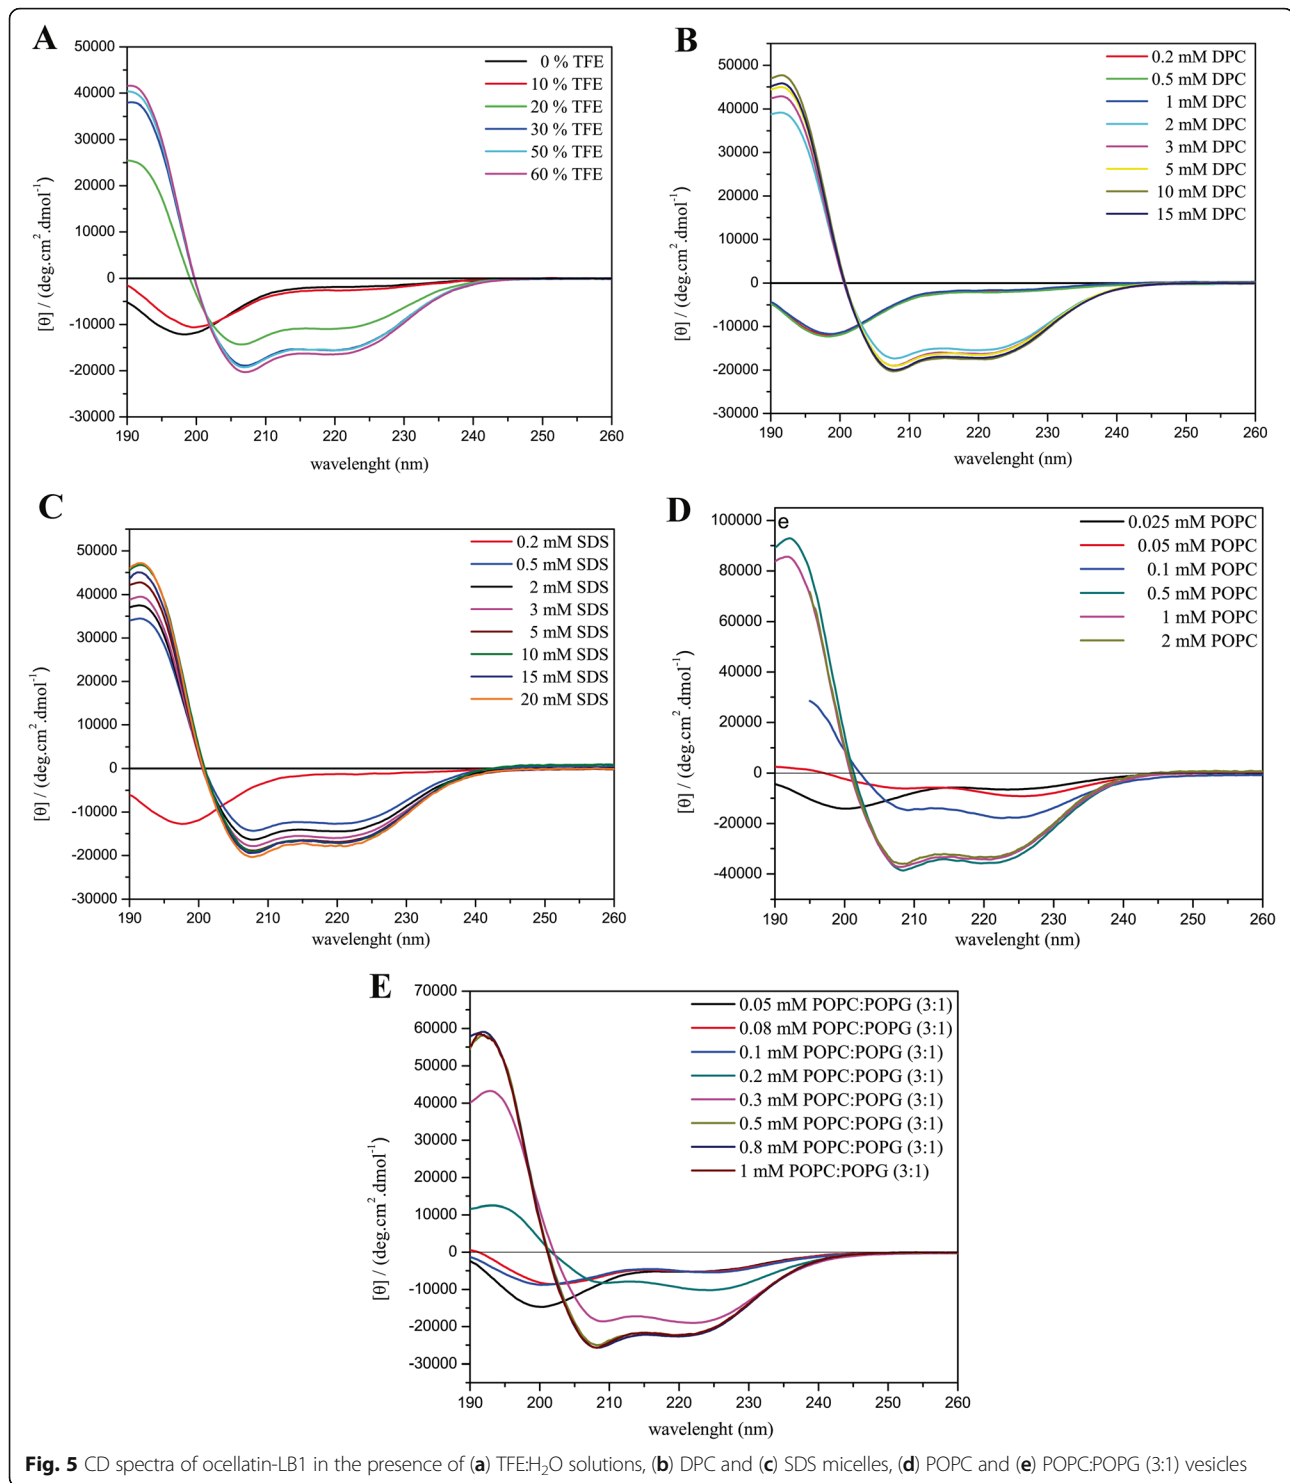 A
50000
40000
30000
20000
10000
0
-10000
-20000
-30000
190 200 210 220 230 240 250 260
[θ] / (deg.cm².dmol⁻¹)
wavelenght (nm)
0 % TFE
10 % TFE
20 % TFE
30 % TFE
50 % TFE
60 % TFE
B
50000
40000
30000
20000
10000
0
-10000
-20000
-30000
190 200 210 220 230 240 250 260
[θ] / (deg.cm².dmol⁻¹)
wavelenght (nm)
0.2 mM DPC
0.5 mM DPC
1 mM DPC
2 mM DPC
3 mM DPC
5 mM DPC
10 mM DPC
15 mM DPC
C
50000
40000
30000
20000
10000
0
-10000
-20000
-30000
190 200 210 220 230 240 250 260
[θ] / (deg.cm².dmol⁻¹)
wavelenght (nm)
0.2 mM SDS
0.5 mM SDS
2 mM SDS
3 mM SDS
5 mM SDS
10 mM SDS
15 mM SDS
20 mM SDS
D
e
100000
80000
60000
40000
20000
0
-20000
-40000
190 200 210 220 230 240 250 260
[θ] / (deg.cm².dmol⁻¹)
wavelenght (nm)
0.025 mM POPC
0.05 mM POPC
0.1 mM POPC
0.5 mM POPC
1 mM POPC
2 mM POPC
E
70000
60000
50000
40000
30000
20000
10000
0
-10000
-20000
-30000
190 200 210 220 230 240 250 260
[θ] / (deg.cm².dmol⁻¹)
wavelenght (nm)
0.05 mM POPC:POPG (3:1)
0.08 mM POPC:POPG (3:1)
0.1 mM POPC:POPG (3:1)
0.2 mM POPC:POPG (3:1)
0.3 mM POPC:POPG (3:1)
0.5 mM POPC:POPG (3:1)
0.8 mM POPC:POPG (3:1)
1 mM POPC:POPG (3:1)
Fig. 5 CD spectra of ocellatin-LB1 in the presence of (a) TFE:H₂O solutions, (b) DPC and (c) SDS micelles, (d) POPC and (e) POPC:POPG (3:1) vesicles